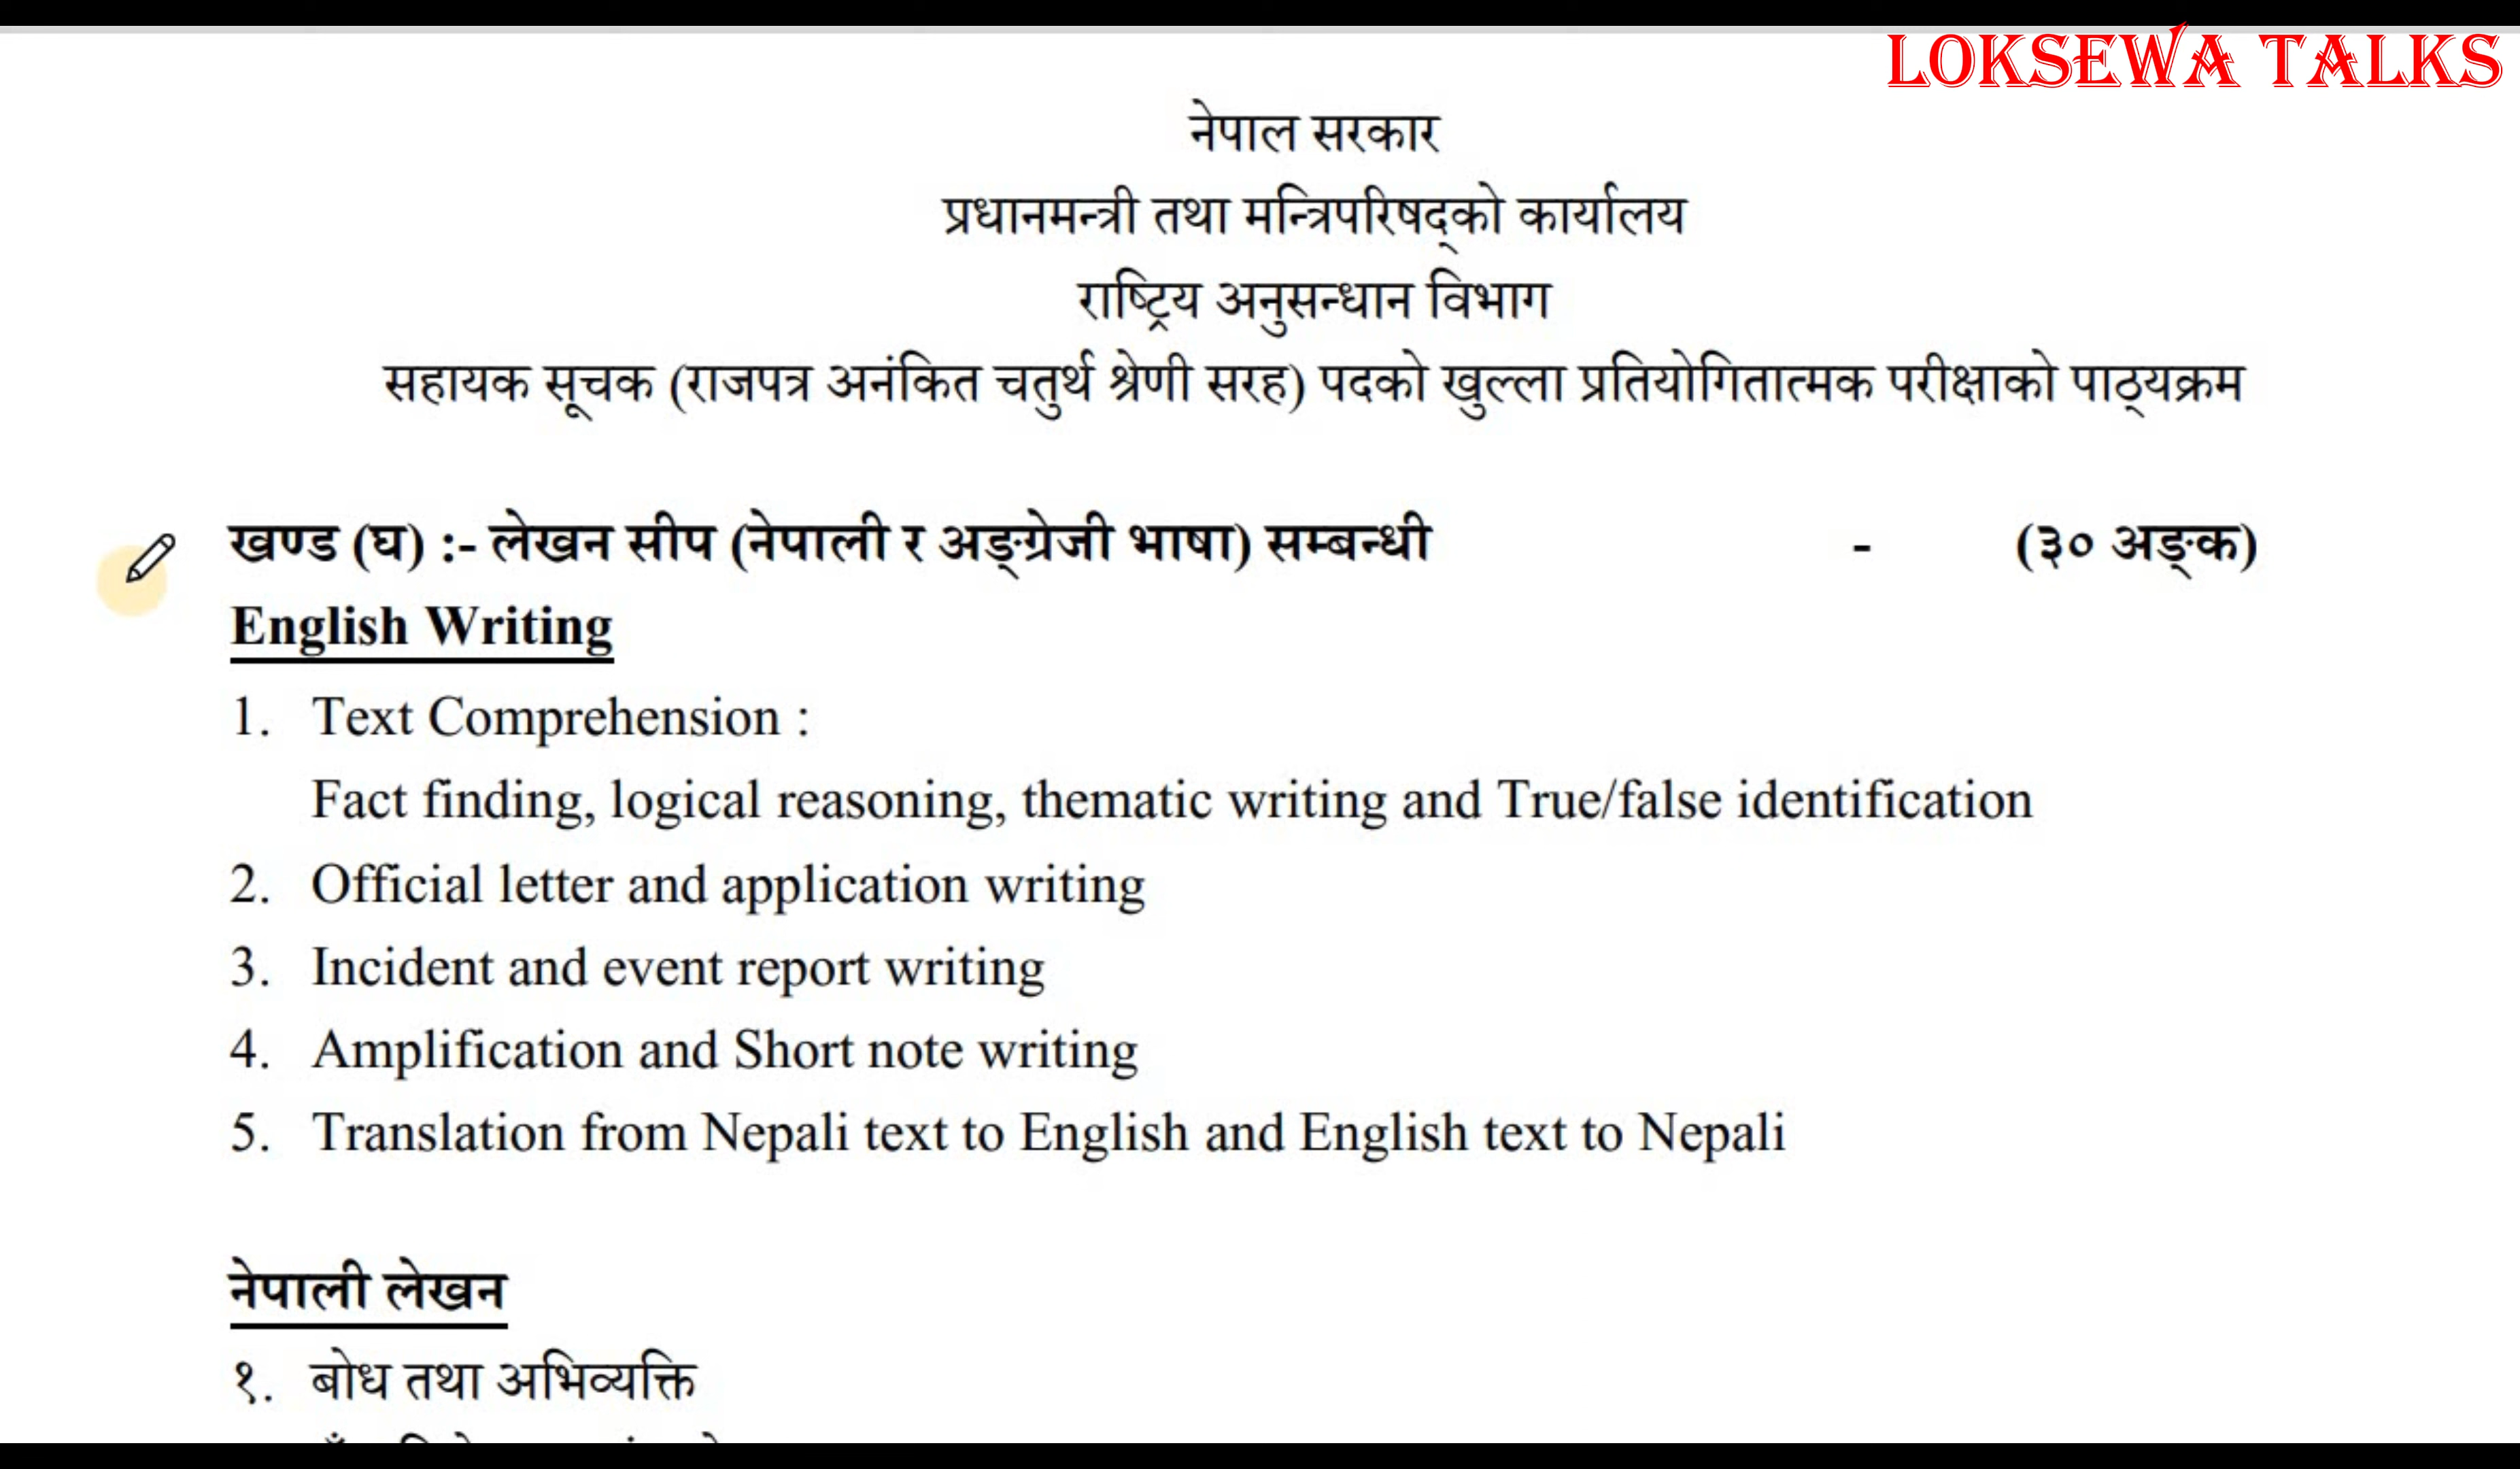 LOKSEWA TALKS
नेपाल सरकार
प्रधानमन्त्री तथा मन्त्रिपरिषद्को कार्यालय
राष्ट्रिय अनुसन्धान विभाग
सहायक सूचक (राजपत्र अनंकित चतुर्थ श्रेणी सरह) पदको खुल्ला प्रतियोगितात्मक परीक्षाको पाठ्यक्रम
खण्ड (घ) :- लेखन सीप (नेपाली र अङ्ग्रेजी भाषा) सम्बन्धी - (३० अङ्क)
English Writing
1. Text Comprehension :
Fact finding, logical reasoning, thematic writing and True/false identification
2. Official letter and application writing
3. Incident and event report writing
4. Amplification and Short note writing
5. Translation from Nepali text to English and English text to Nepali
नेपाली लेखन
१. बोध तथा अभिव्यक्ति